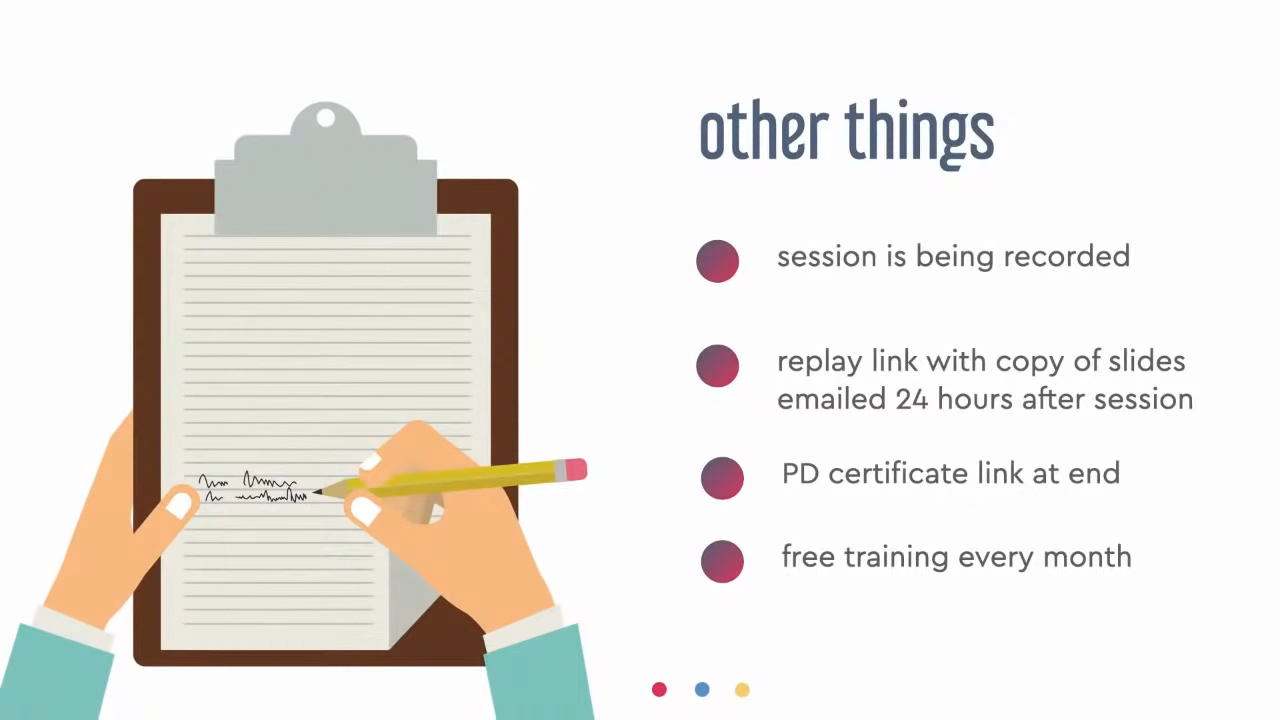 other things
session is being recorded
replay link with copy of slides
emailed 24 hours after session
PD certificate link at end
free training every month